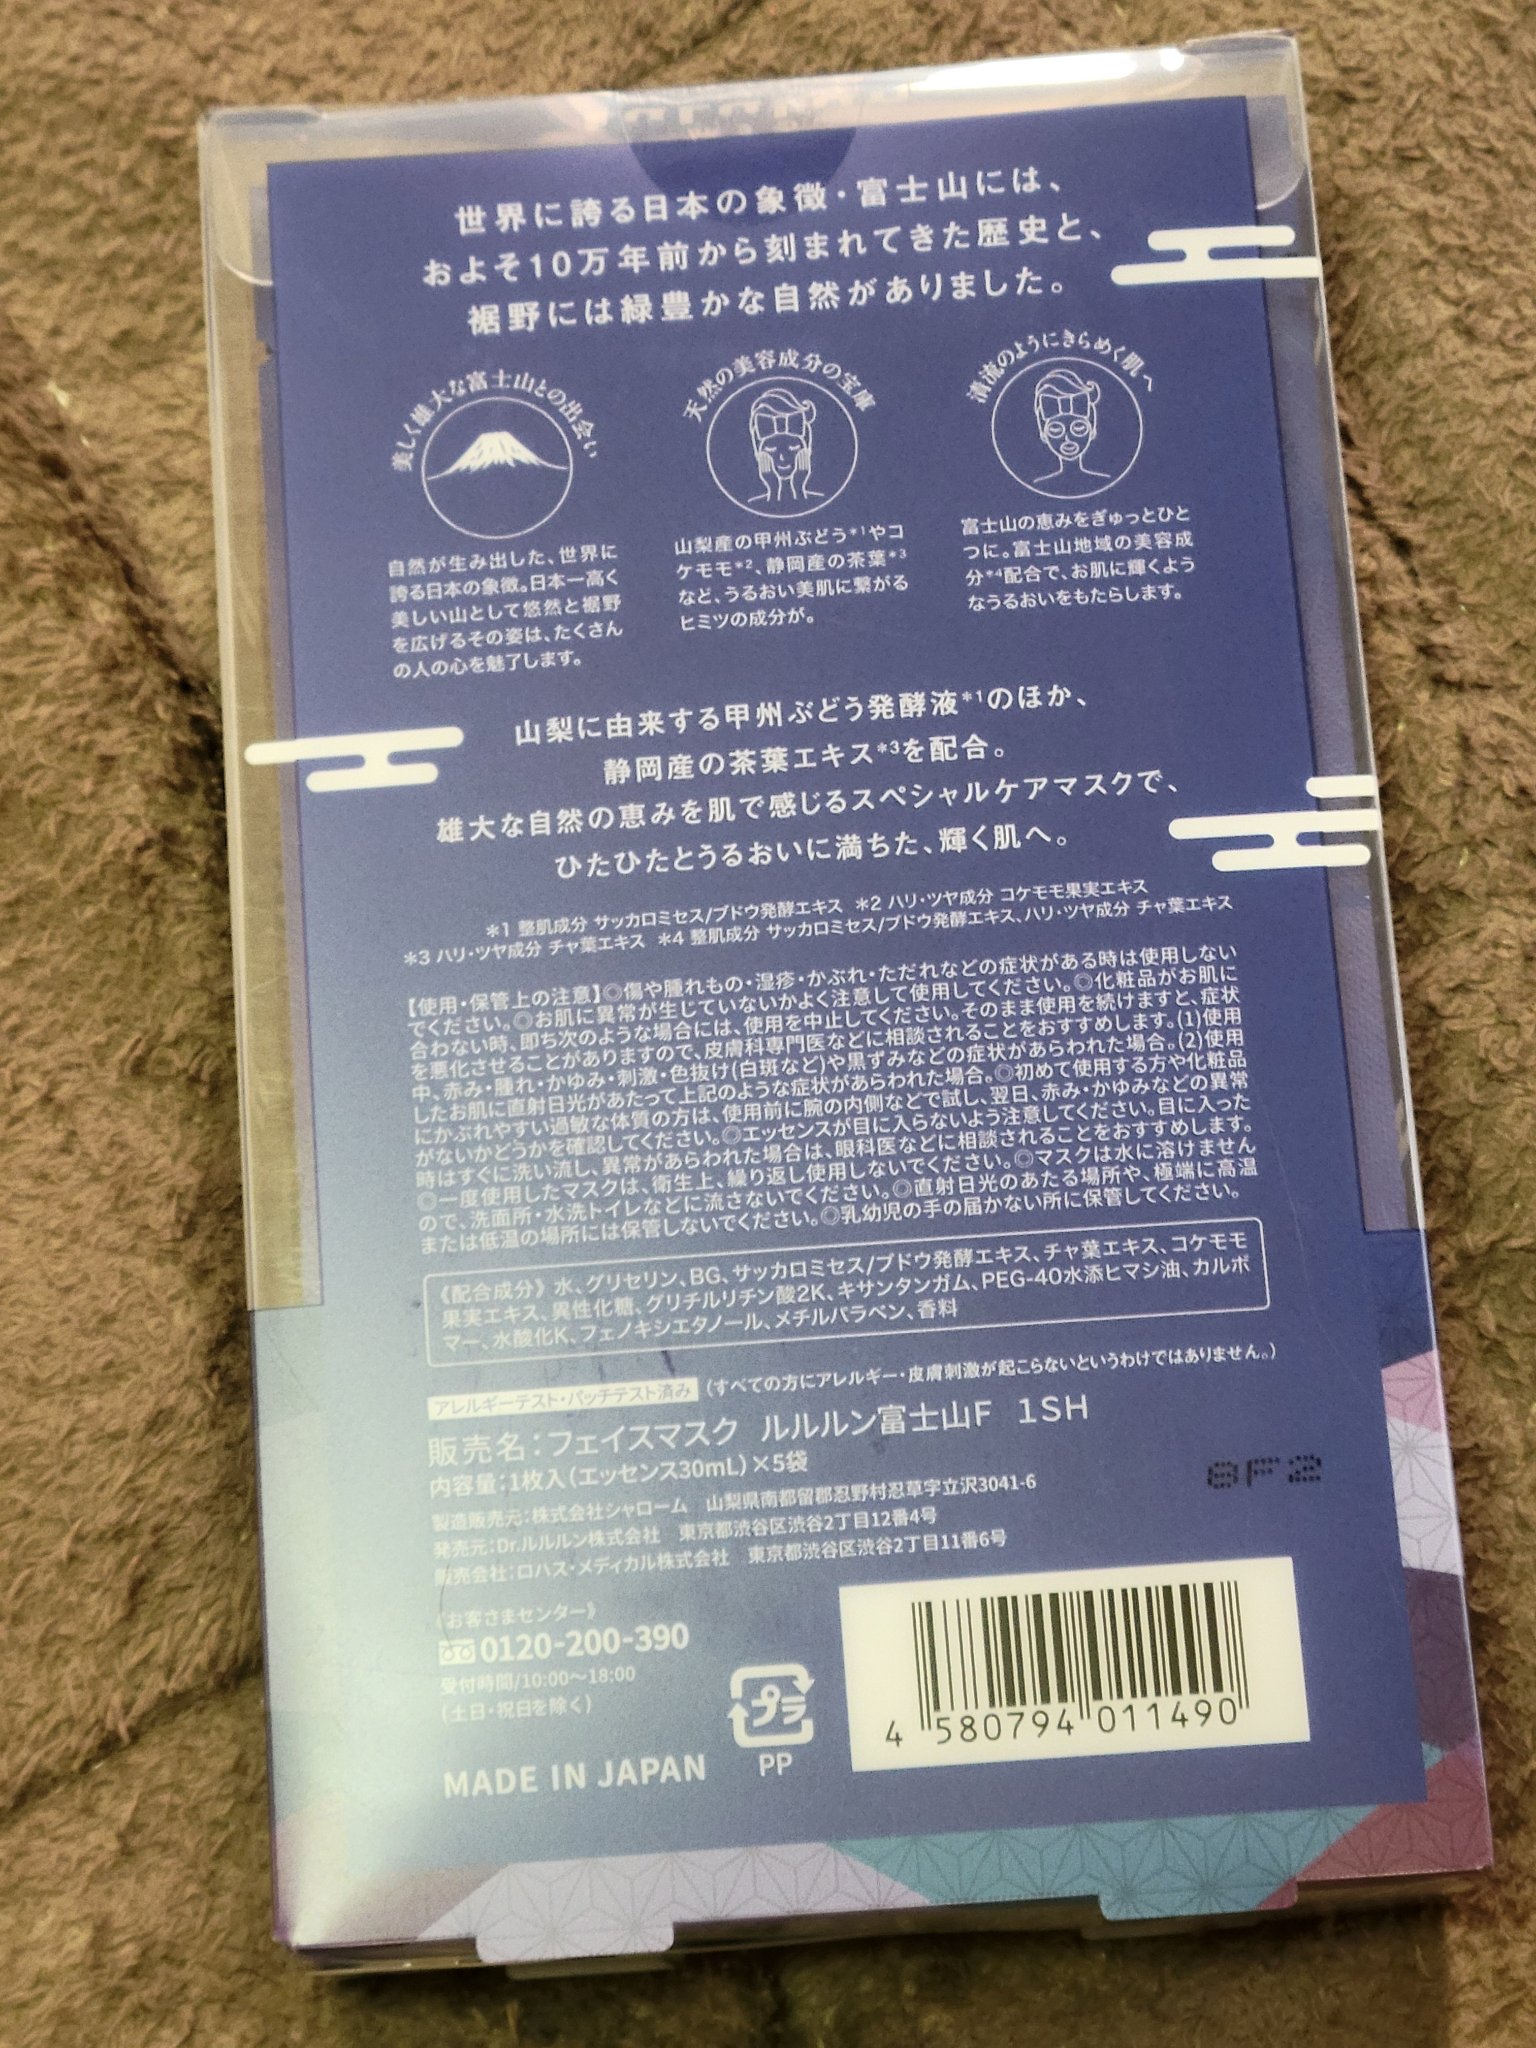 世界に誇る日本の象徴・富士山には、
およそ10万年前から刻まれてきた歴史と、
裾野には緑豊かな自然がありました。
美しく雄大な富士山との出会い
自然が生み出した、世界に
誇る日本の象徴。日本一高く
美しい山として悠然と裾野
を広げるその姿は、たくさん
の人の心を魅了します。
天然の美容成分の宝庫
山梨産の甲州ぶどう*1やコ
ケモモ*2、静岡産の茶葉*3
など、うるおい美肌に繋がる
ヒミツの成分が。
清流のようにきらめく肌へ
富士山の恵みをぎゅっとひと
つに。富士山地域の美容成
分*4配合で、お肌に輝くよう
なうるおいをもたらします。
山梨に由来する甲州ぶどう発酵液*1のほか、
静岡産の茶葉エキス*3を配合。
雄大な自然の恵みを肌で感じるスペシャルケアマスクで、
ひたひたとうるおいに満ちた、輝く肌へ。
*1 整肌成分 サッカロミセス/ブドウ発酵エキス *2 ハリ・ツヤ成分 コケモモ果実エキス
*3 ハリ・ツヤ成分 チャ葉エキス *4 整肌成分 サッカロミセス/ブドウ発酵エキス、ハリ・ツヤ成分 チャ葉エキス
【使用・保管上の注意】◎傷や腫れもの・湿疹・かぶれ・ただれなどの症状がある時は使用しない
でください。◎お肌に異常が生じていないかよく注意して使用してください。◎化粧品がお肌に
合わない時、即ち次のような場合には、使用を中止してください。そのまま使用を続けますと、症状
を悪化させることがありますので、皮膚科専門医などに相談されることをおすすめします。(1)使用
中、赤み・腫れ・かゆみ・刺激・色抜け(白斑など)や黒ずみなどの症状があらわれた場合。(2)使用
したお肌に直射日光があたって上記のような症状があらわれた場合。◎初めて使用する方や化粧品
にかぶれやすい過敏な体質の方は、使用前に腕の内側などで試し、翌日、赤み・かゆみなどの異常
がないかどうかを確認してください。◎エッセンスが目に入らないよう注意してください。目に入った
時はすぐに洗い流し、異常があらわれた場合は、眼科医などに相談されることをおすすめします。
◎一度使用したマスクは、衛生上、繰り返し使用しないでください。◎マスクは水に溶けません
ので、洗面所・水洗トイレなどに流さないでください。◎直射日光のあたる場所や、極端に高温
または低温の場所には保管しないでください。◎乳幼児の手の届かない所に保管してください。
《配合成分》水、グリセリン、BG、サッカロミセス/ブドウ発酵エキス、チャ葉エキス、コケモモ
果実エキス、異性化糖、グリチルリチン酸2K、キサンタンガム、PEG-40水添ヒマシ油、カルボ
マー、水酸化K、フェノキシエタノール、メチルパラベン、香料
アレルギーテスト・パッチテスト済み (すべての方にアレルギー・皮膚刺激が起こらないというわけではありません。)
販売名:フェイスマスク ルルルン富士山F 1SH
内容量:1枚入(エッセンス30mL)×5袋
製造販売元:株式会社シャローム 山梨県南都留郡忍野村忍草字立沢3041-6
発売元:Dr.ルルルン株式会社 東京都渋谷区渋谷2丁目12番4号
販売会社:ロハス・メディカル株式会社 東京都渋谷区渋谷2丁目11番6号
8F2
《お客さまセンター》
0120-200-390
受付時間/10:00〜18:00
(土日・祝日を除く)
MADE IN JAPAN
プラ
PP
4 580794 011490